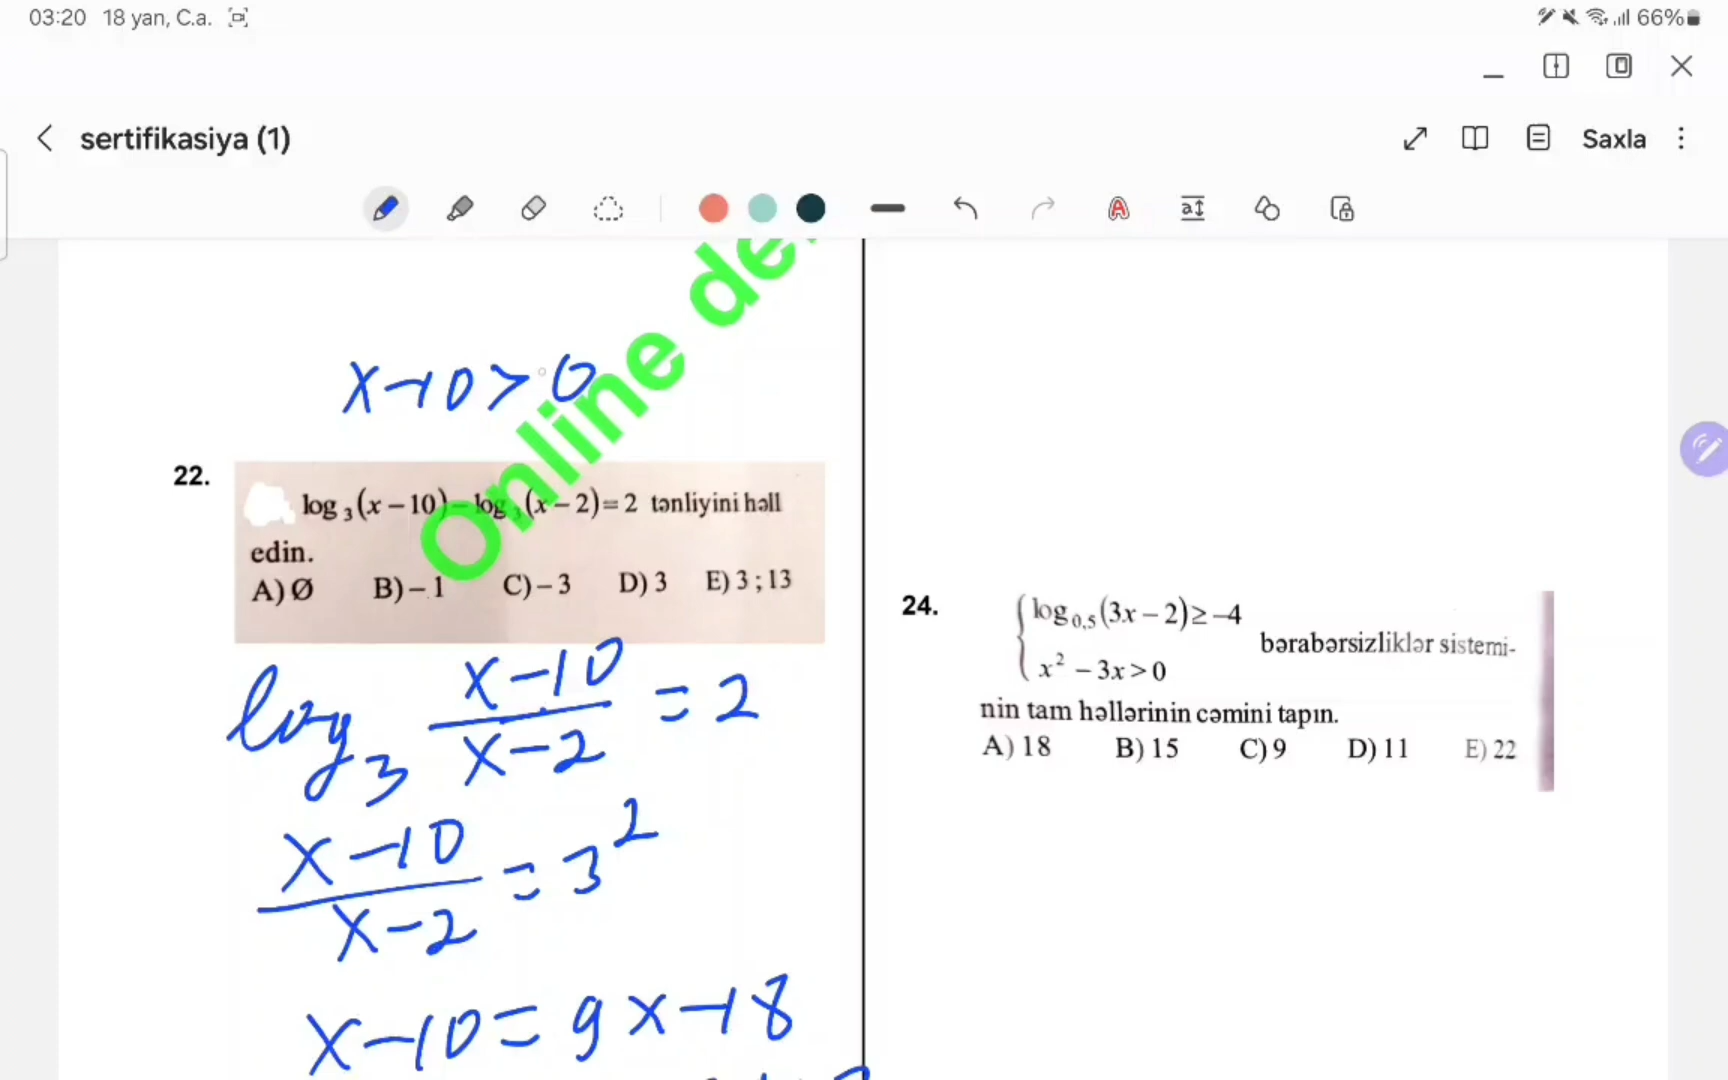 03:20 18 yan, C.a.
66%
sertifikasiya (1)
Saxla
Online de
x-10>0
22.
log₃(x – 10) – log₃(x – 2) = 2 tənliyini həll
edin.
A) Ø B) – 1 C) – 3 D) 3 E) 3 ; 13
log₃ (x-10)/(x-2) = 2
(x-10)/(x-2) = 3²
x-10 = 9x-18
24.
log₀,₅(3x – 2) ≥ –4
x² – 3x > 0
bərabərsizliklər sistemi-
nin tam həllərinin cəmini tapın.
A) 18 B) 15 C) 9 D) 11 E) 22